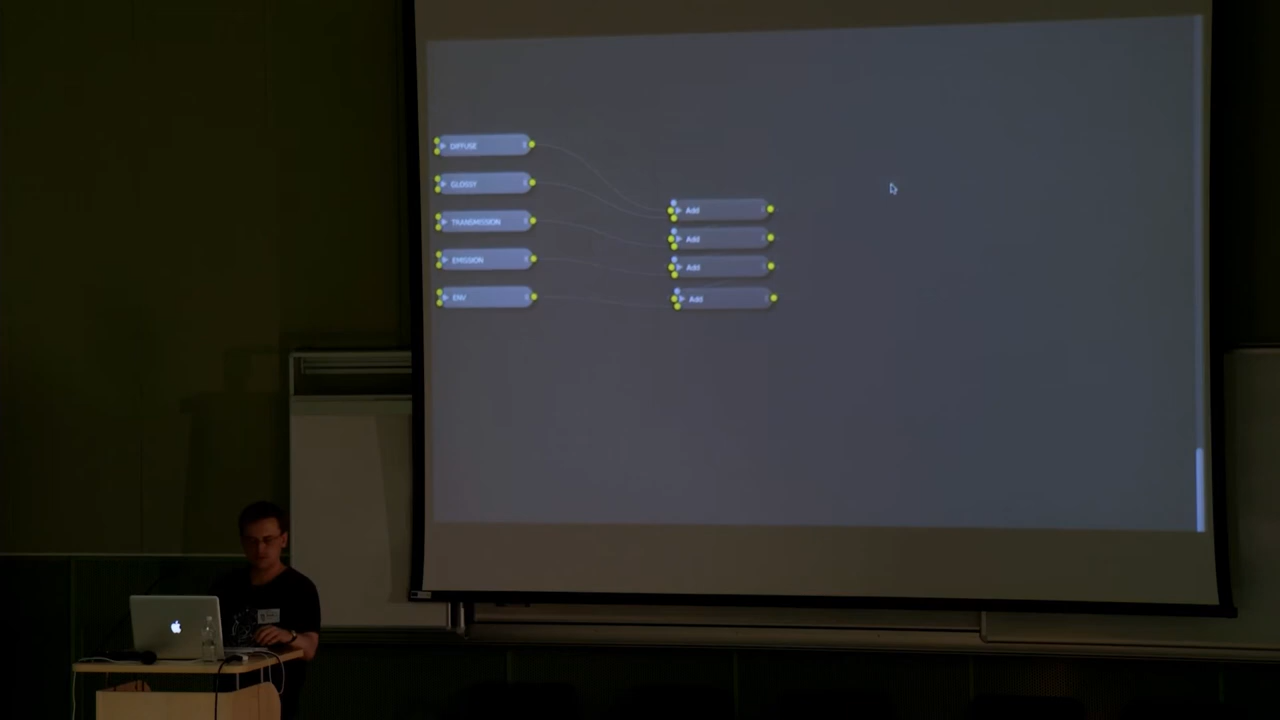 DIFFUSE
GLOSSY
TRANSMISSION
EMISSION
ENV
Add
Add
Add
Add